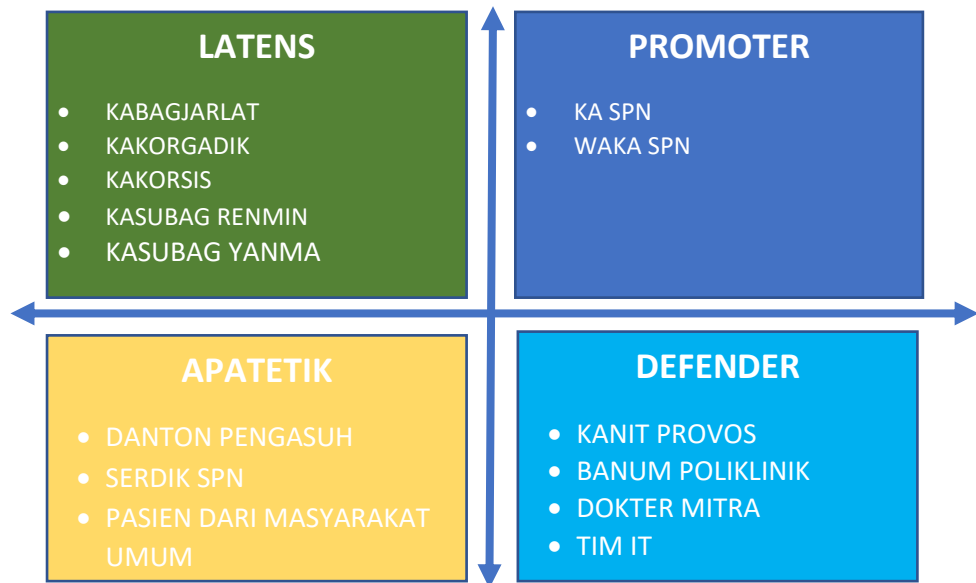 LATENS
• KABAGJARLAT
• KAKORGADIK
• KAKORSIS
• KASUBAG RENMIN
• KASUBAG YANMA
PROMOTER
• KA SPN
• WAKA SPN
APATETIK
• DANTON PENGASUH
• SERDIK SPN
• PASIEN DARI MASYARAKAT
UMUM
DEFENDER
• KANIT PROVOS
• BANUM POLIKLINIK
• DOKTER MITRA
• TIM IT